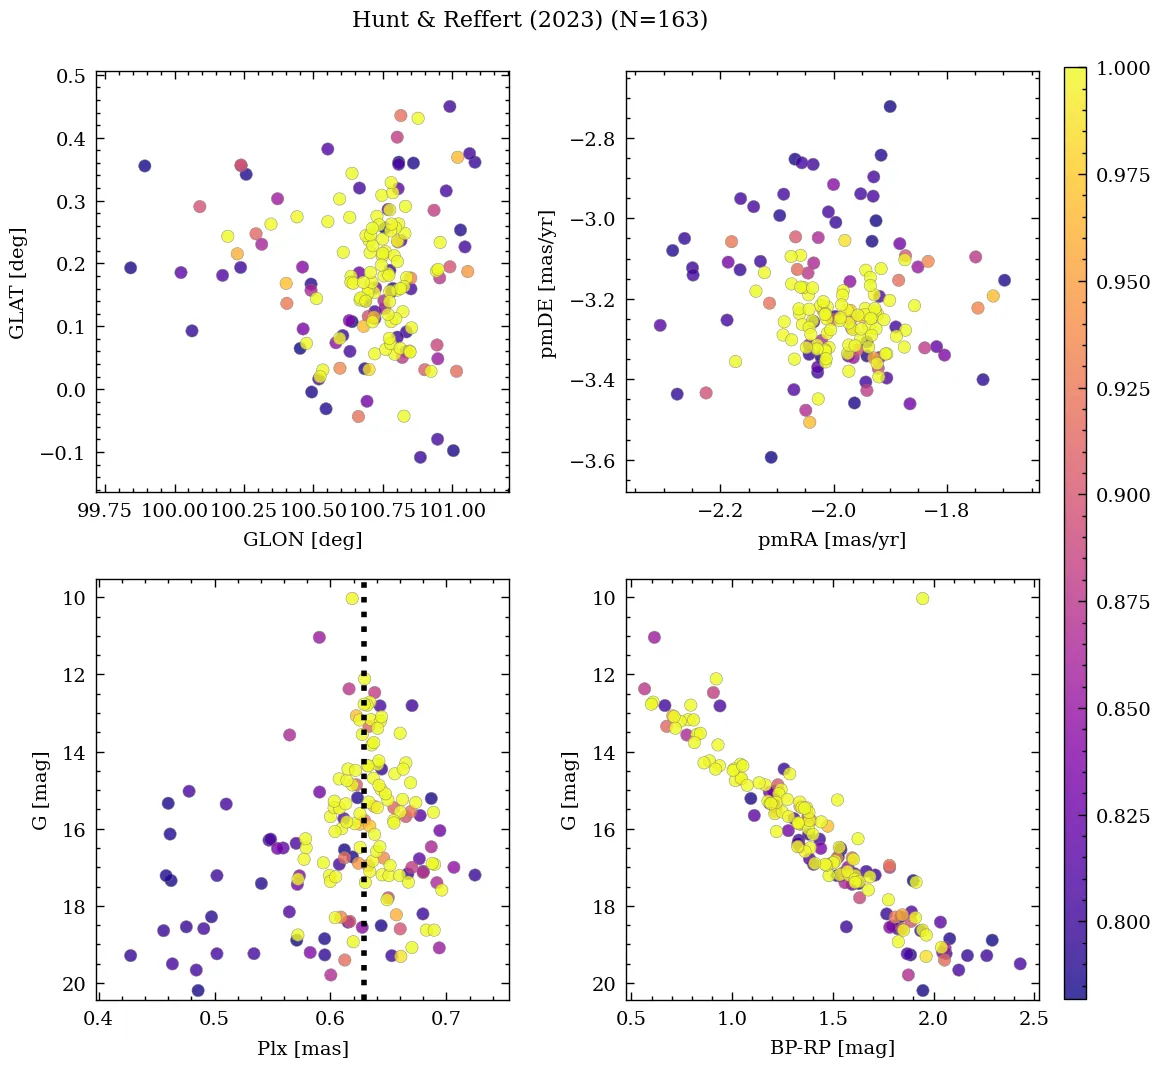 Hunt & Reffert (2023) (N=163)
0.5
0.4
0.3
0.2
0.1
0.0
−0.1
GLAT [deg]
99.75 100.00 100.25 100.50 100.75 101.00
GLON [deg]
−2.8
−3.0
−3.2
−3.4
−3.6
pmDE [mas/yr]
−2.2 −2.0 −1.8
pmRA [mas/yr]
10
12
14
16
18
20
G [mag]
0.4 0.5 0.6 0.7
Plx [mas]
10
12
14
16
18
20
G [mag]
0.5 1.0 1.5 2.0 2.5
BP-RP [mag]
1.000
0.975
0.950
0.925
0.900
0.875
0.850
0.825
0.800